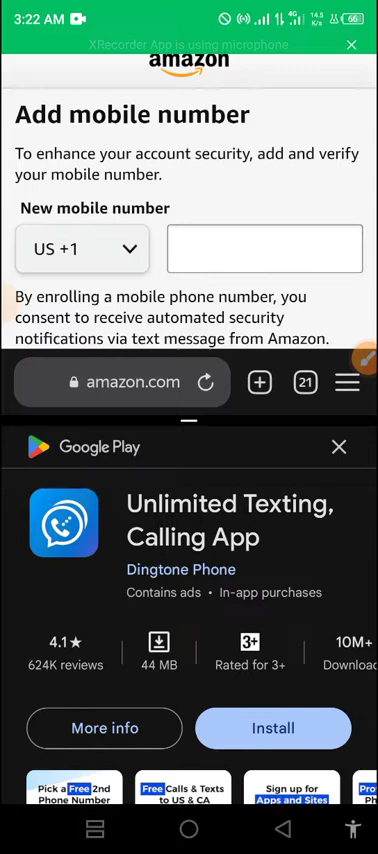 3:22 AM
4G
14.5
K/s
66
XRecorder App is using microphone
amazon
Add mobile number
To enhance your account security, add and verify
your mobile number.
New mobile number
US +1
By enrolling a mobile phone number, you
consent to receive automated security
notifications via text message from Amazon.
amazon.com
21
Google Play
Unlimited Texting,
Calling App
Dingtone Phone
Contains ads • In-app purchases
4.1★
624K reviews
44 MB
3+
Rated for 3+
10M+
Downloa
More info
Install
Pick a Free 2nd
Phone Number
Free Calls & Texts
to US & CA
Sign up for
Apps and Sites